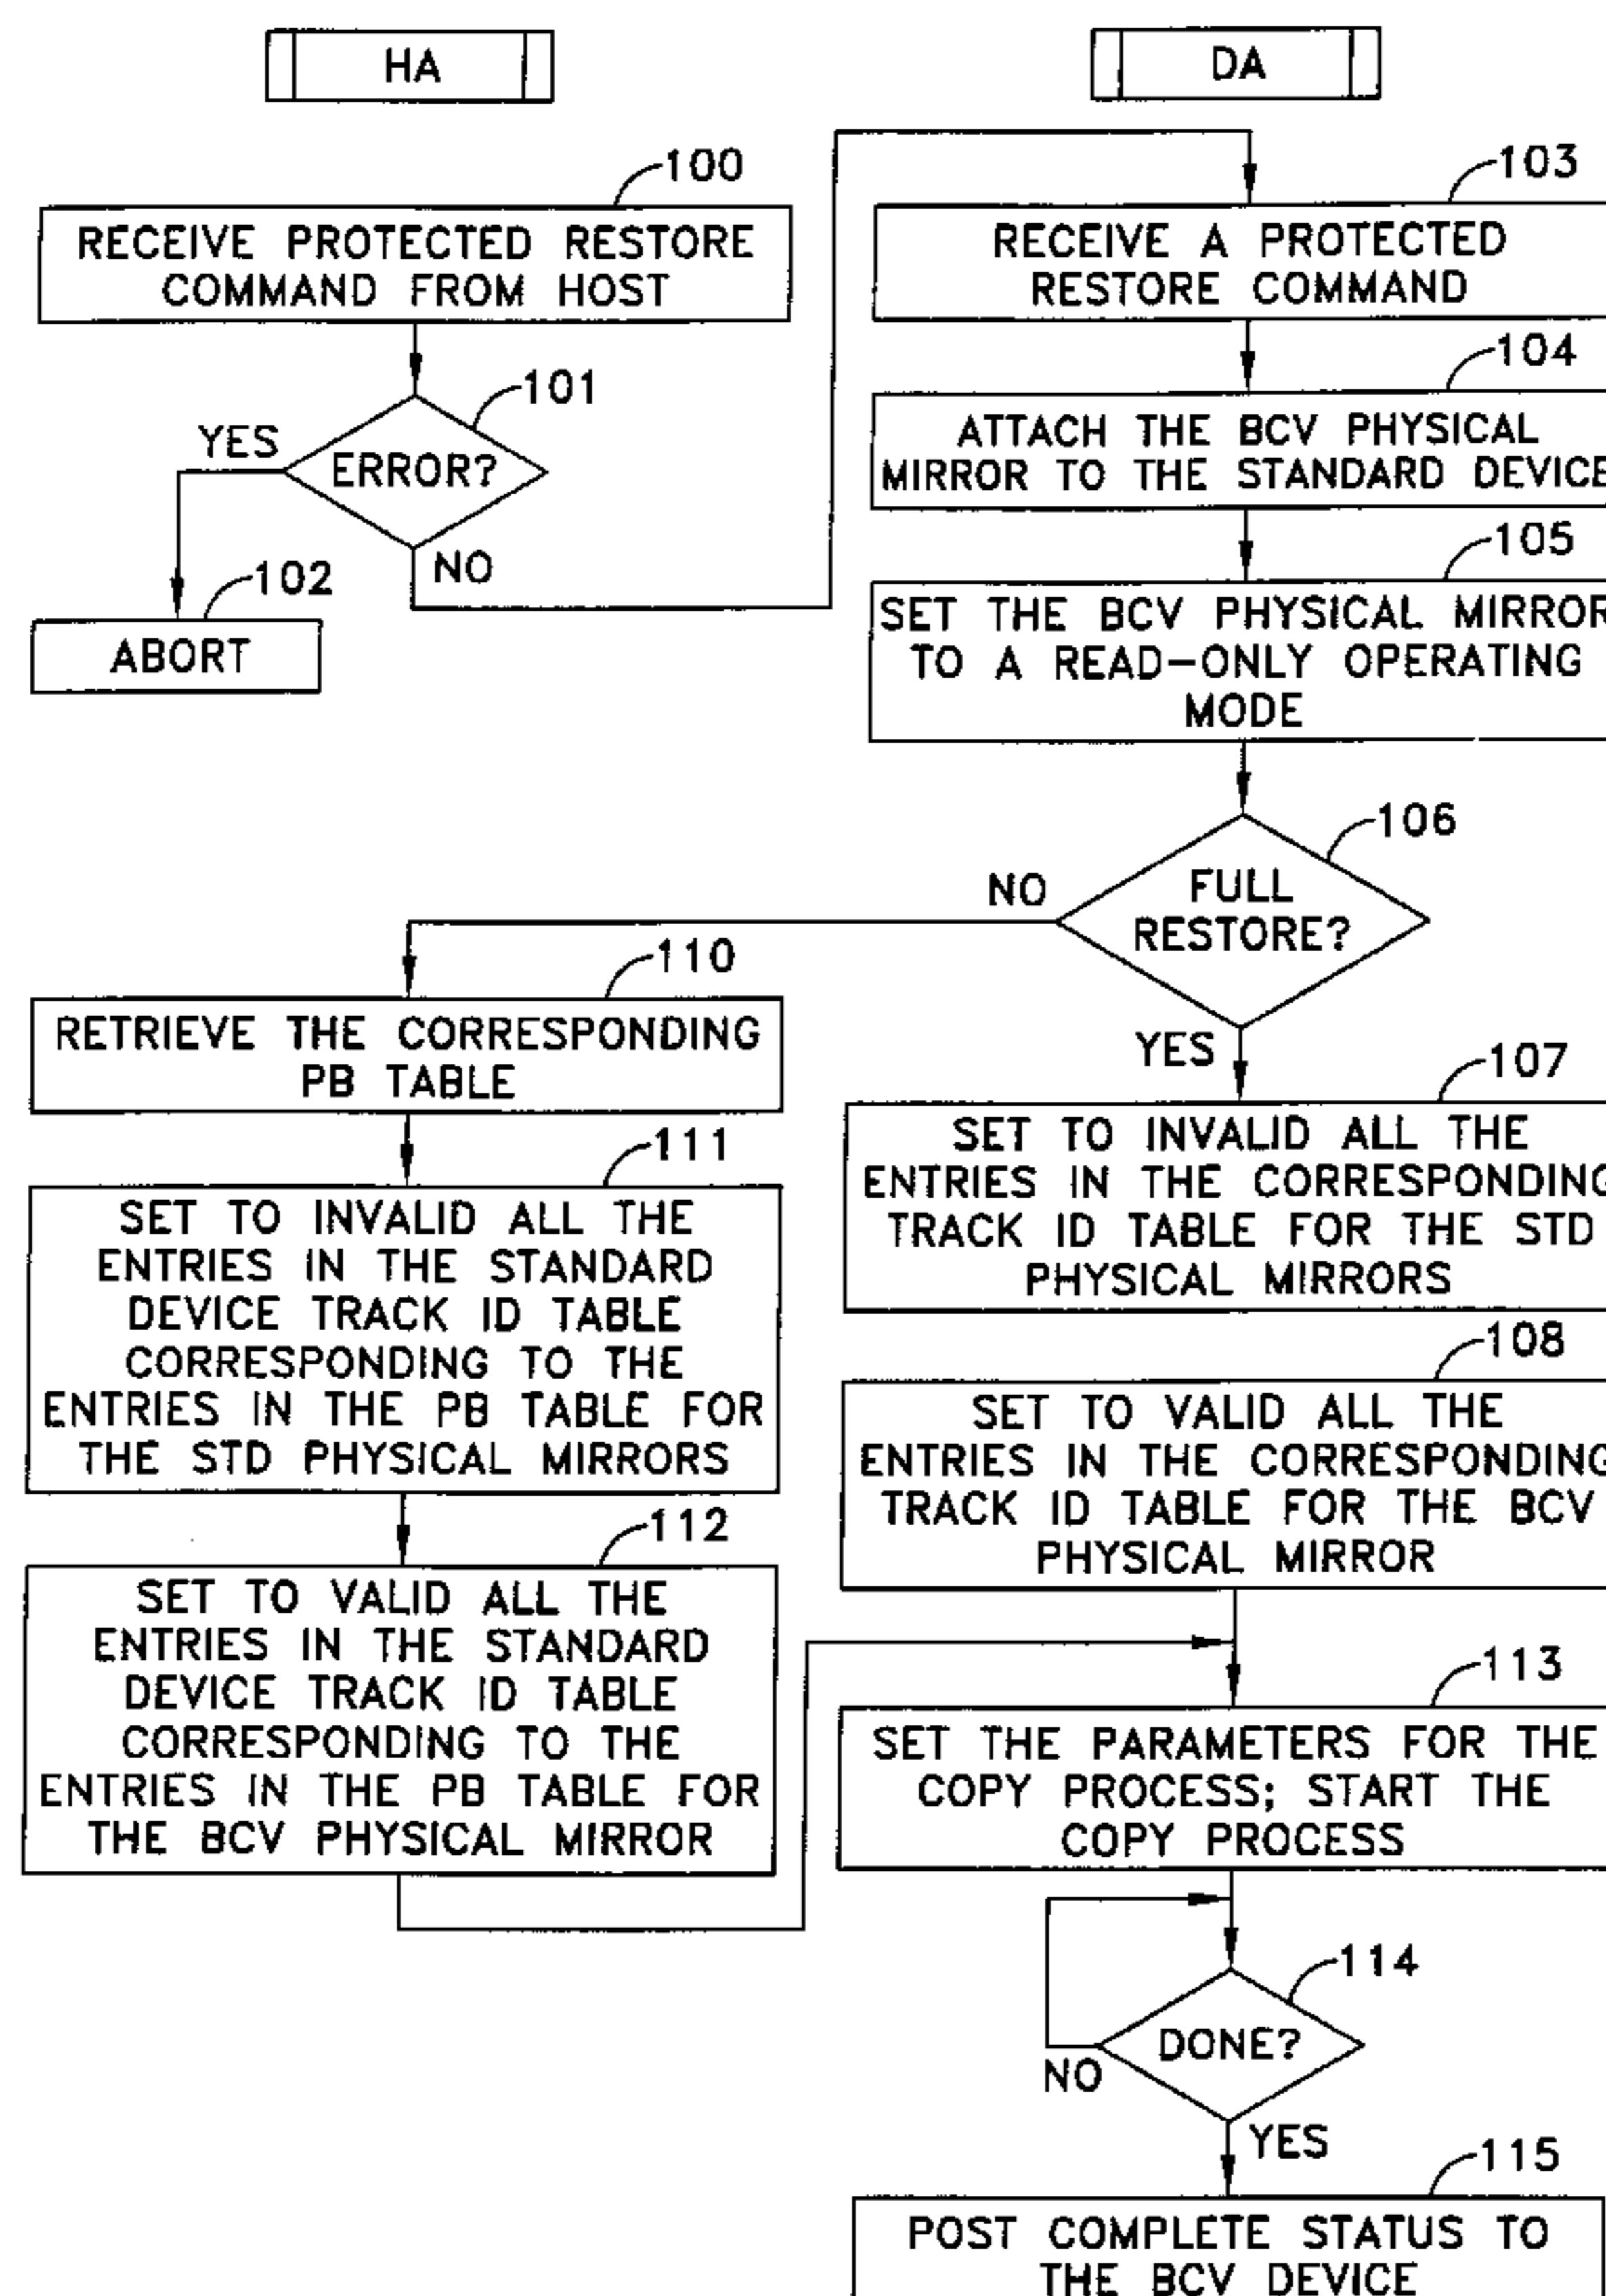 HA
100
RECEIVE PROTECTED RESTORE
COMMAND FROM HOST
101
ERROR?
YES
NO
102
ABORT
DA
103
RECEIVE A PROTECTED
RESTORE COMMAND
104
ATTACH THE BCV PHYSICAL
MIRROR TO THE STANDARD DEVICE
105
SET THE BCV PHYSICAL MIRROR
TO A READ-ONLY OPERATING
MODE
106
FULL
RESTORE?
NO
YES
110
RETRIEVE THE CORRESPONDING
PB TABLE
111
SET TO INVALID ALL THE
ENTRIES IN THE STANDARD
DEVICE TRACK ID TABLE
CORRESPONDING TO THE
ENTRIES IN THE PB TABLE FOR
THE STD PHYSICAL MIRRORS
112
SET TO VALID ALL THE
ENTRIES IN THE STANDARD
DEVICE TRACK ID TABLE
CORRESPONDING TO THE
ENTRIES IN THE PB TABLE FOR
THE BCV PHYSICAL MIRROR
107
SET TO INVALID ALL THE
ENTRIES IN THE CORRESPONDING
TRACK ID TABLE FOR THE STD
PHYSICAL MIRRORS
108
SET TO VALID ALL THE
ENTRIES IN THE CORRESPONDING
TRACK ID TABLE FOR THE BCV
PHYSICAL MIRROR
113
SET THE PARAMETERS FOR THE
COPY PROCESS; START THE
COPY PROCESS
114
DONE?
NO
YES
115
POST COMPLETE STATUS TO
THE BCV DEVICE